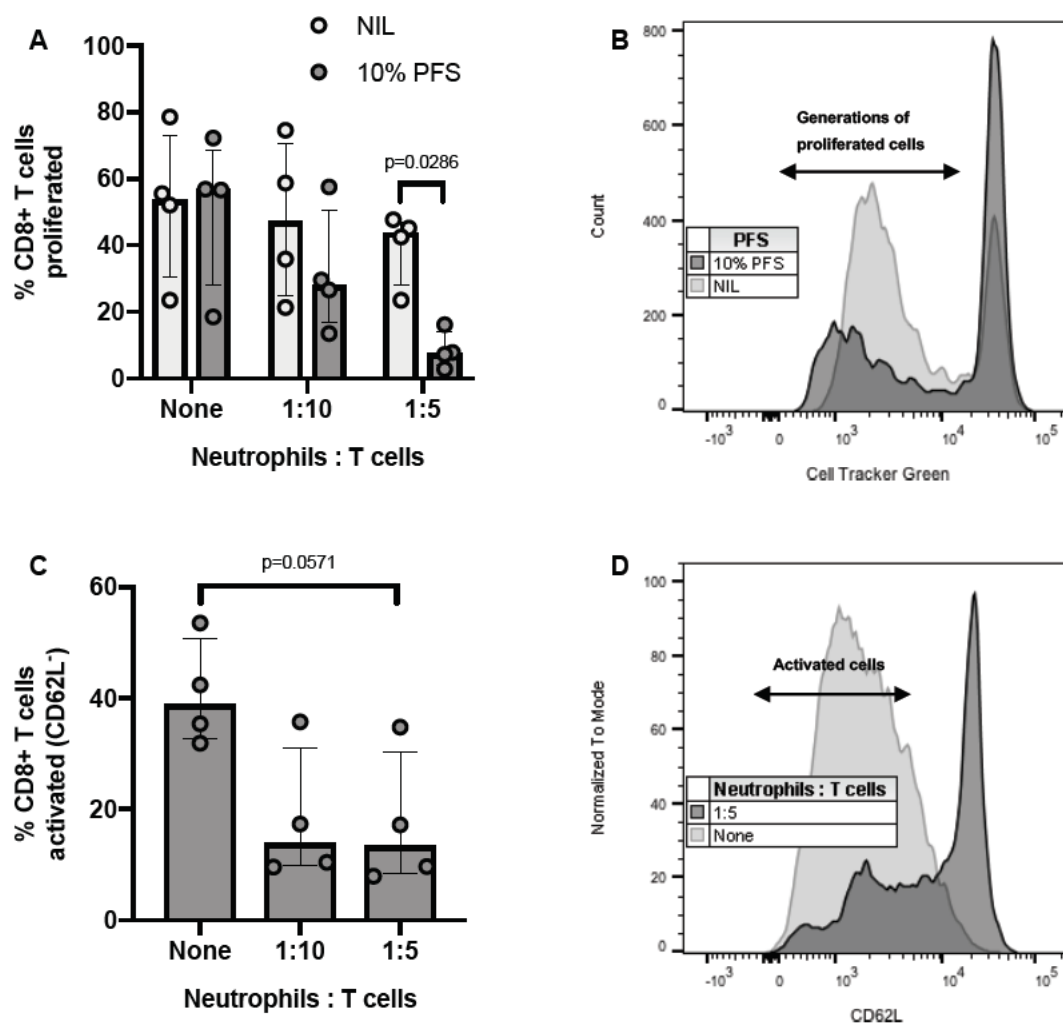 A
NIL
10% PFS
% CD8+ T cells
proliferated
100
80
60
40
20
0
p=0.0286
None
1:10
1:5
Neutrophils : T cells
B
Count
800
600
400
200
0
Generations of
proliferated cells
PFS
10% PFS
NIL
-10³ 0 10³ 10⁴ 10⁵
Cell Tracker Green
C
% CD8+ T cells
activated (CD62L⁻)
60
40
20
0
p=0.0571
None
1:10
1:5
Neutrophils : T cells
D
Normalized To Mode
100
80
60
40
20
0
Activated cells
Neutrophils : T cells
1:5
None
-10³ 0 10³ 10⁴ 10⁵
CD62L